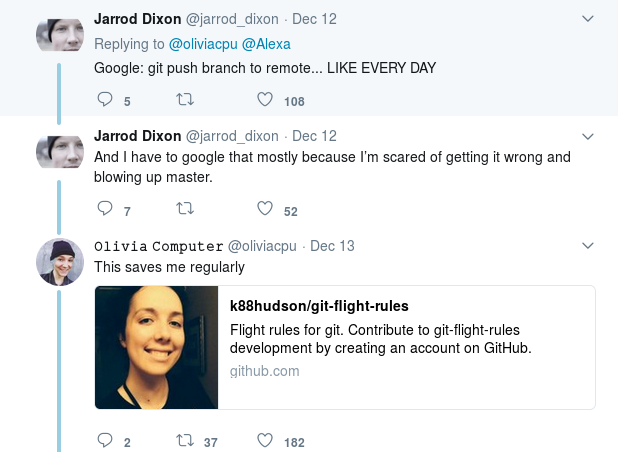 Jarrod Dixon @jarrod_dixon · Dec 12
Replying to @oliviacpu @Alexa
Google: git push branch to remote... LIKE EVERY DAY
5 108
Jarrod Dixon @jarrod_dixon · Dec 12
And I have to google that mostly because I’m scared of getting it wrong and
blowing up master.
7 52
𝙾𝚕𝚒𝚟𝚒𝚊 𝙲𝚘𝚖𝚙𝚞𝚝𝚎𝚛 @oliviacpu · Dec 13
This saves me regularly
k88hudson/git-flight-rules
Flight rules for git. Contribute to git-flight-rules
development by creating an account on GitHub.
github.com
2 37 182